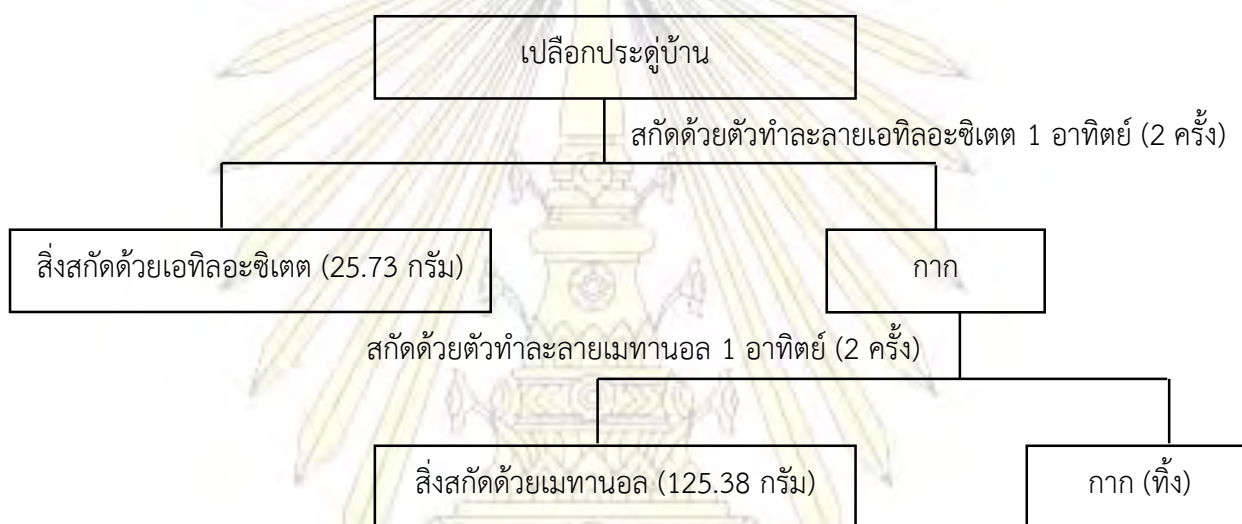 เปลือกประดู่บ้าน
สกัดด้วยตัวทำละลายเอทิลอะซิเตต 1 อาทิตย์ (2 ครั้ง)
สิ่งสกัดด้วยเอทิลอะซิเตต (25.73 กรัม)
กาก
สกัดด้วยตัวทำละลายเมทานอล 1 อาทิตย์ (2 ครั้ง)
สิ่งสกัดด้วยเมทานอล (125.38 กรัม)
กาก (ทิ้ง)